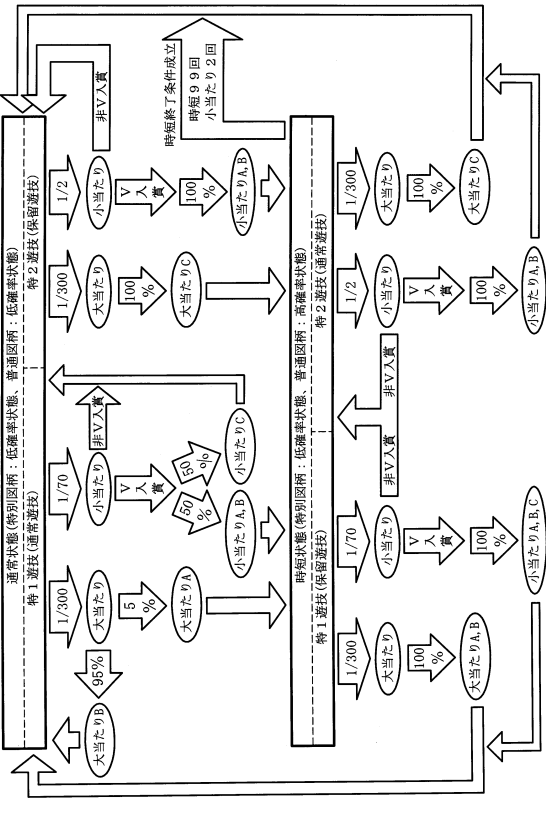 通常状態(特別図柄：低確率状態、普通図柄：低確率状態)
特1遊技(通常遊技)
特2遊技(保留遊技)
1/300
大当たり
95%
大当たりB
5
%
大当たりA
1/70
小当たり
非V入賞
V
入
賞
50
%
50
%
小当たりA,B
小当たりC
1/300
大当たり
100
%
大当たりC
1/2
小当たり
非V入賞
V
入
賞
100
%
小当たりA,B
時短終了条件成立
時短99回
小当たり2回
時短状態(特別図柄：低確率状態、普通図柄：高確率状態)
特1遊技(保留遊技)
特2遊技(通常遊技)
1/300
大当たり
100
%
大当たりA,B
1/70
小当たり
非V入賞
V
入
賞
100
%
小当たりA,B,C
1/2
小当たり
非V入賞
V
入
賞
100
%
小当たりA,B
1/300
大当たり
100
%
大当たりC